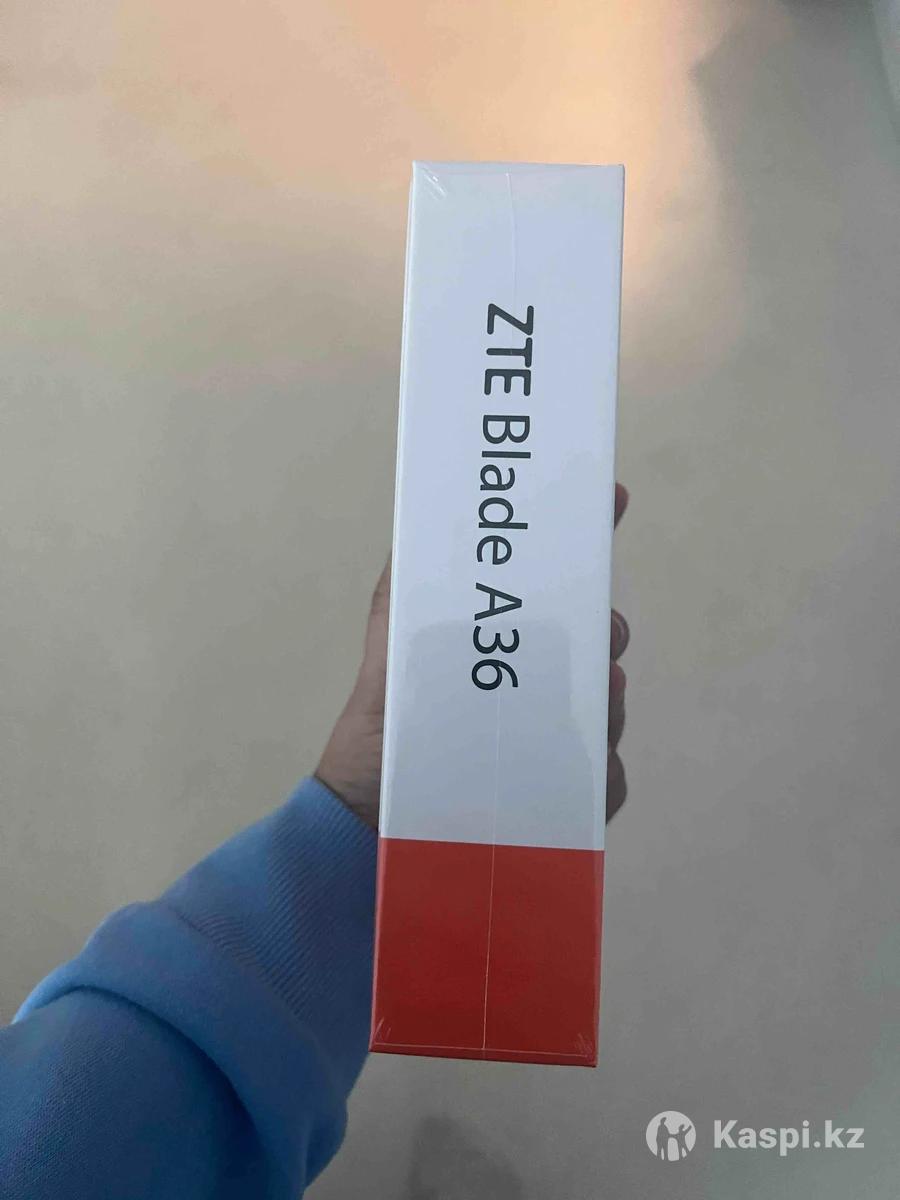 ZTE Blade A36
Kaspi.kz